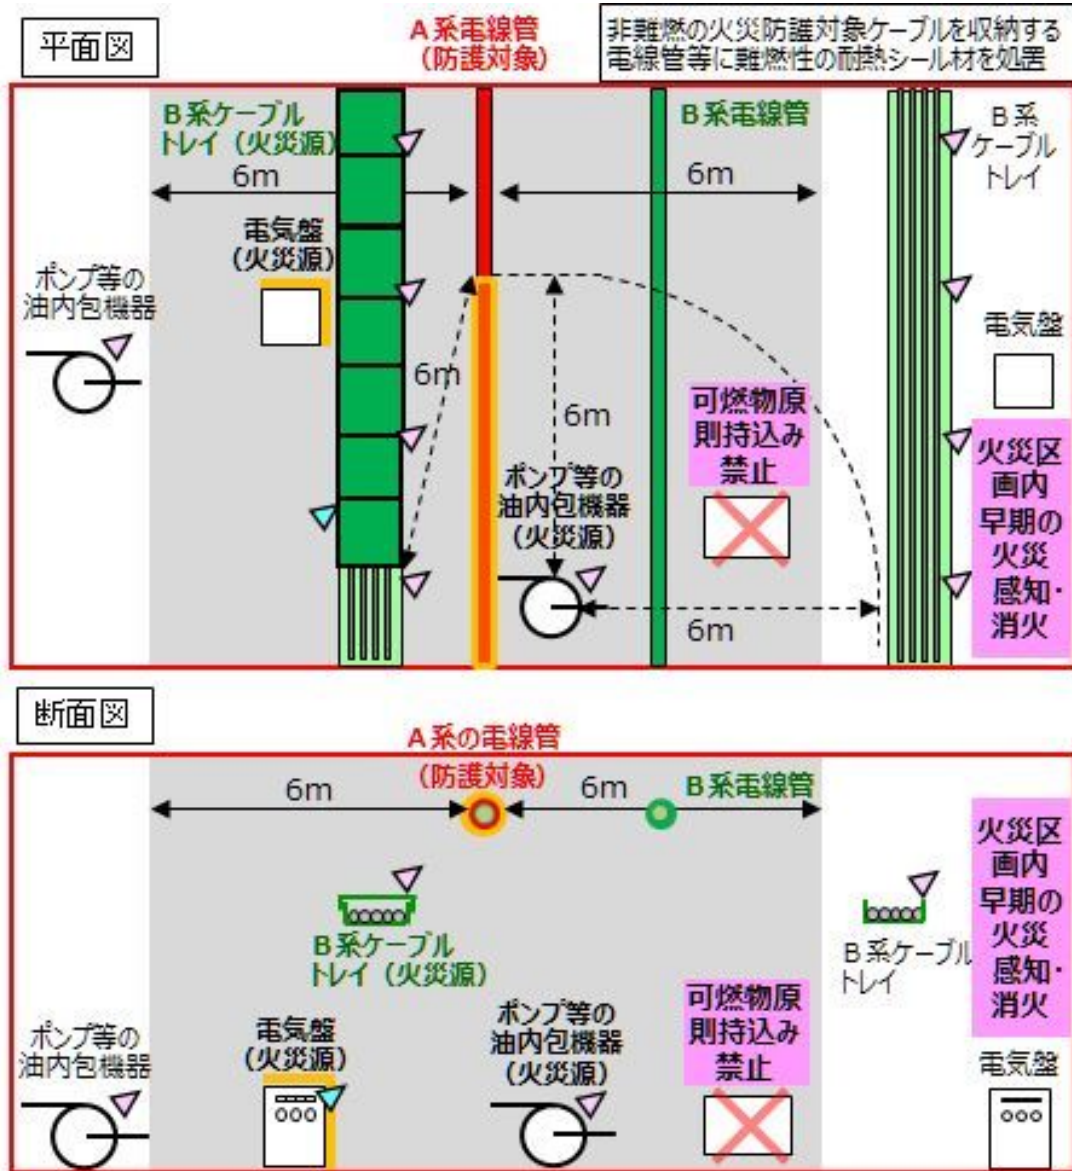 平面図
A系電線管
(防護対象)
非難燃の火災防護対象ケーブルを収納する
電線管等に難燃性の耐熱シール材を処置
B系ケーブル
トレイ(火災源)
B系電線管
B系
ケーブル
トレイ
6m
6m
電気盤
(火災源)
ポンプ等の
油内包機器
電気盤
6m
6m
可燃物原
則持込み
禁止
ポンプ等の
油内包機器
(火災源)
火災区
画内
早期の
火災
感知・
消火
6m
断面図
A系の電線管
(防護対象)
6m
6m
B系電線管
火災区
画内
早期の
火災
感知・
消火
B系ケーブル
トレイ(火災源)
B系ケーブル
トレイ
ポンプ等の
油内包機器
電気盤
(火災源)
ポンプ等の
油内包機器
(火災源)
可燃物原
則持込み
禁止
電気盤